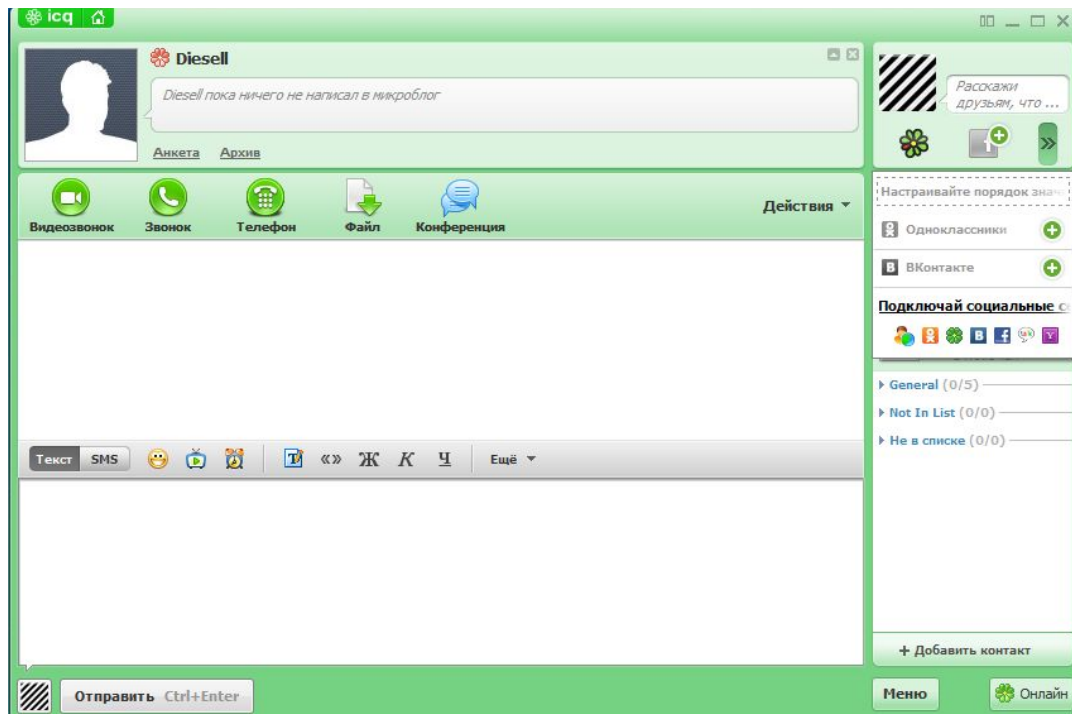 icq
Diesell
Diesell пока ничего не написал в микроблог
Анкета Архив
Видеозвонок Звонок Телефон Файл Конференция
Действия
Текст SMS « » Ж К Ч Ещё
Отправить Ctrl+Enter
Расскажи
друзьям, что ...
Настраивайте порядок знач
Одноклассники
ВКонтакте
Подключай социальные с
General (0/5)
Not In List (0/0)
Не в списке (0/0)
+ Добавить контакт
Меню Онлайн